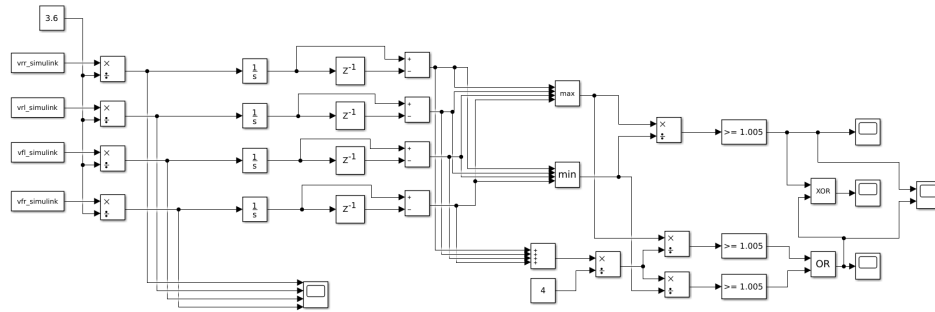 3.6
vrr_simulink
×
÷
1
s
Z-1
+
−
vrl_simulink
×
÷
1
s
Z-1
+
−
max
×
÷
>= 1.005
vfl_simulink
×
÷
1
s
Z-1
+
−
min
XOR
vfr_simulink
×
÷
1
s
Z-1
+
−
×
÷
>= 1.005
+
+
+
+
×
÷
OR
4
×
÷
>= 1.005